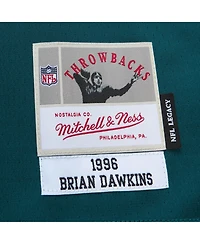 THROWBACKS
NFL
NOSTALGIA CO.
Mitchell & Ness
PHILADELPHIA, PA.
NFL LEGACY
1996
BRIAN DAWKINS